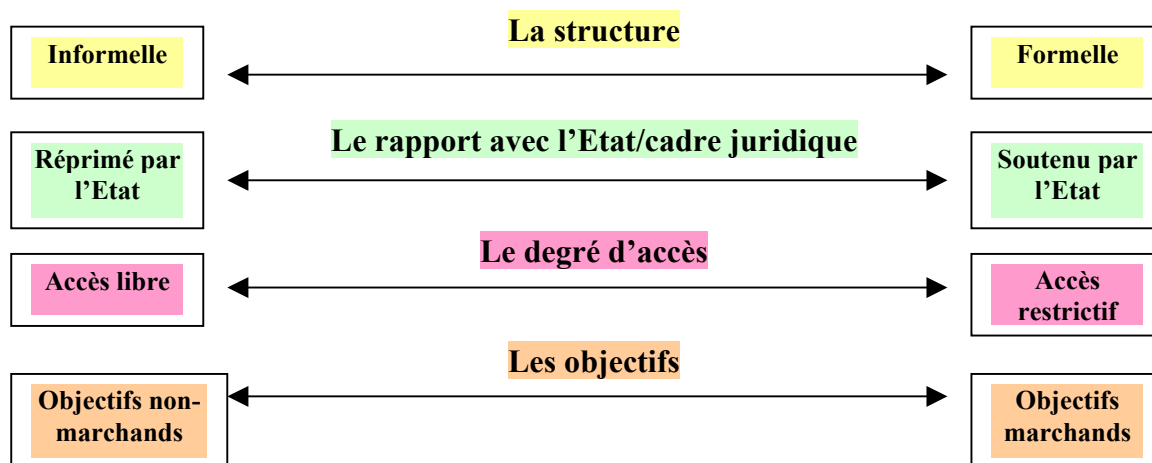 La structure
Informelle
Formelle
Le rapport avec l’Etat/cadre juridique
Réprimé par
l’Etat
Soutenu par
l’Etat
Le degré d’accès
Accès libre
Accès
restrictif
Les objectifs
Objectifs non-
marchands
Objectifs
marchands